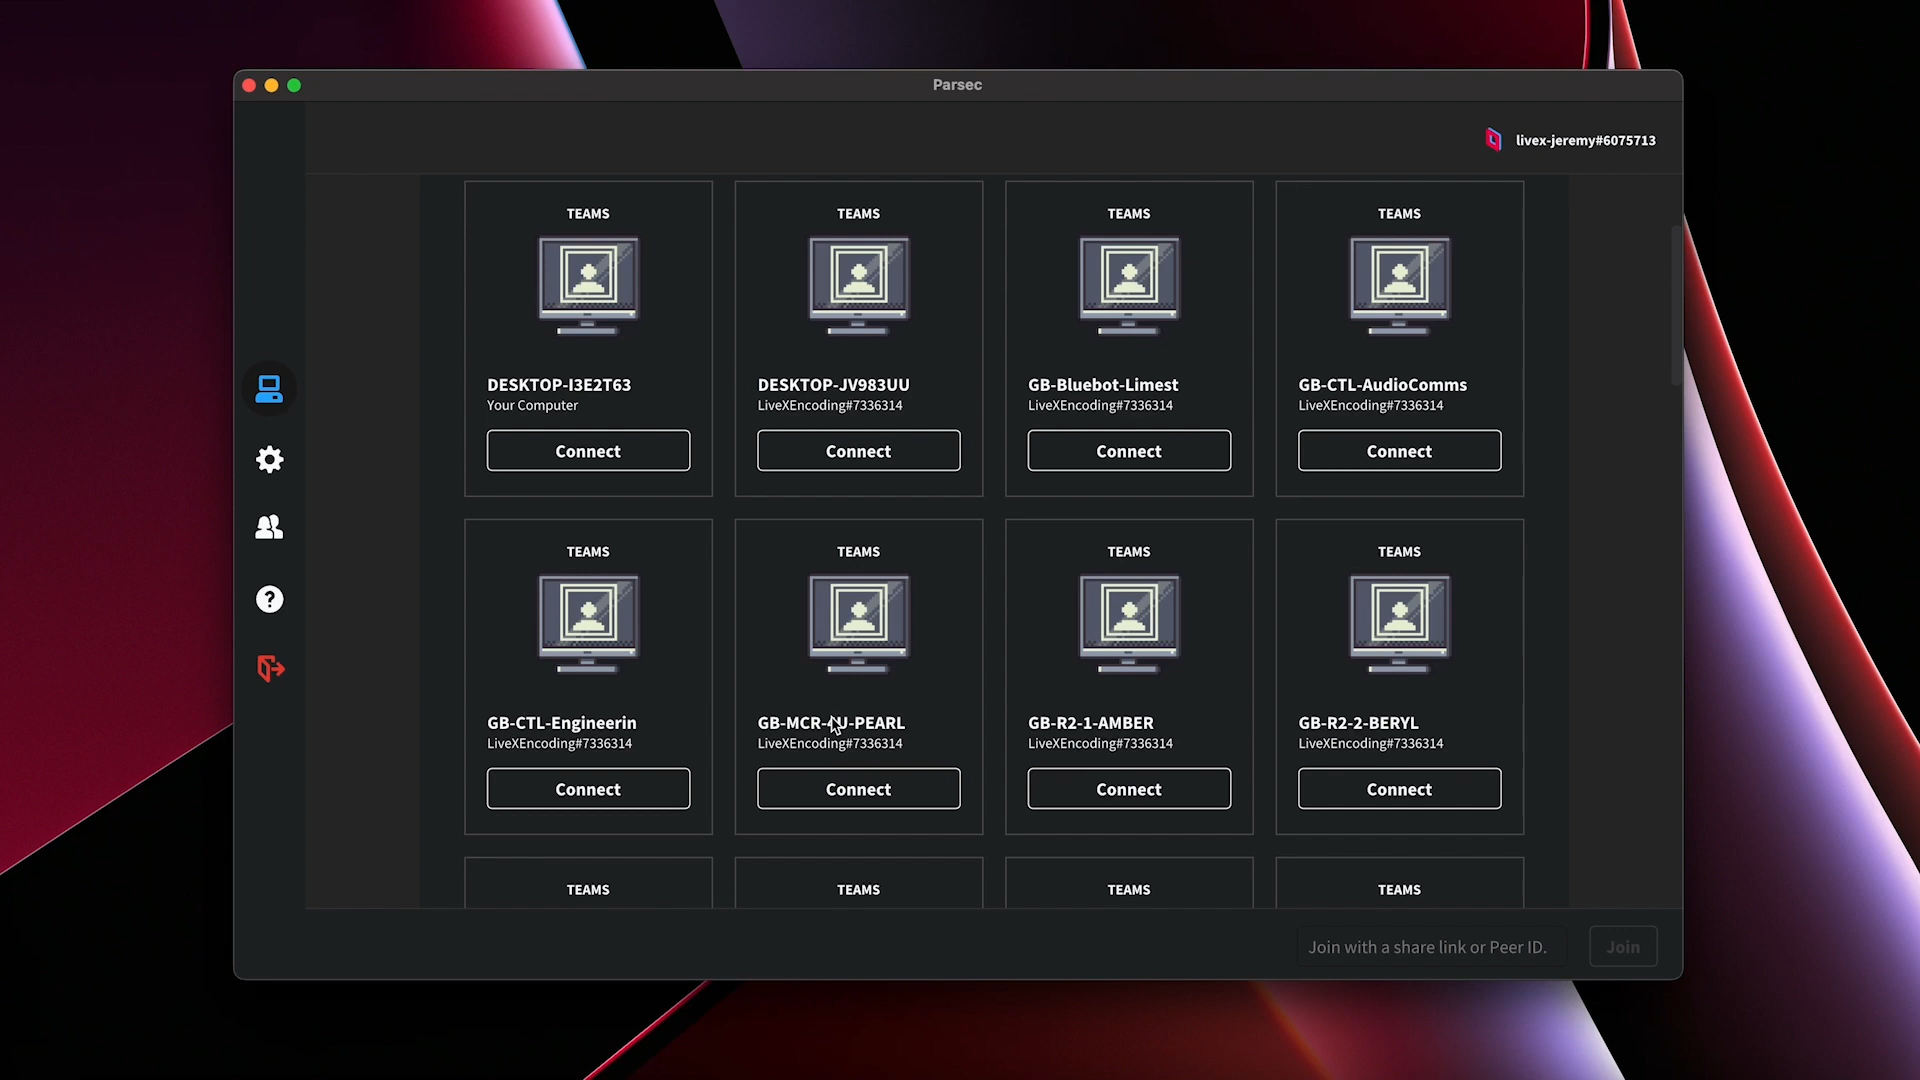 Parsec
livex-jeremy#6075713
TEAMS
TEAMS
TEAMS
TEAMS
DESKTOP-I3E2T63
Your Computer
Connect
DESKTOP-JV983UU
LiveXEncoding#7336314
Connect
GB-Bluebot-Limest
LiveXEncoding#7336314
Connect
GB-CTL-AudioComms
LiveXEncoding#7336314
Connect
TEAMS
TEAMS
TEAMS
TEAMS
GB-CTL-Engineerin
LiveXEncoding#7336314
Connect
LiveXEncoding#7336314
Connect
GB-R2-1-AMBER
LiveXEncoding#7336314
Connect
GB-R2-2-BERYL
LiveXEncoding#7336314
Connect
TEAMS
TEAMS
TEAMS
TEAMS
Join with a share link or Peer ID.
Join